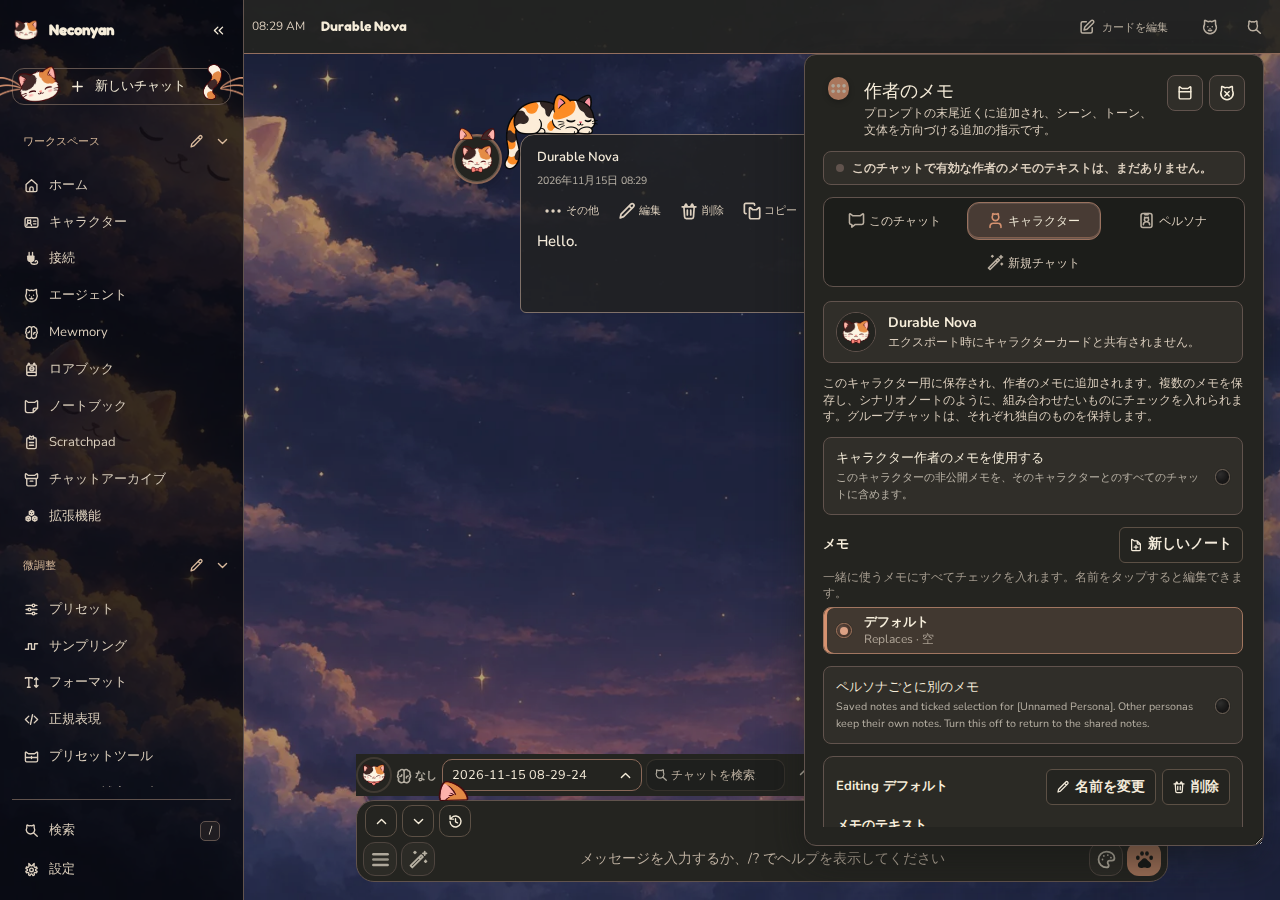 Neconyan
新しいチャット
ワークスペース
ホーム
キャラクター
接続
エージェント
Mewmory
ロアブック
ノートブック
Scratchpad
チャットアーカイブ
拡張機能
微調整
プリセット
サンプリング
フォーマット
正規表現
プリセットツール
検索
/
設定
08:29 AM
Durable Nova
カードを編集
Durable Nova
2026年11月15日 08:29
その他
編集
削除
コピー
Hello.
なし
2026-11-15 08-29-24
チャットを検索
メッセージを入力するか、/? でヘルプを表示してください
作者のメモ
プロンプトの末尾近くに追加され、シーン、トーン、
文体を方向づける追加の指示です。
このチャットで有効な作者のメモのテキストは、まだありません。
このチャット
キャラクター
ペルソナ
新規チャット
Durable Nova
エクスポート時にキャラクターカードと共有されません。
このキャラクター用に保存され、作者のメモに追加されます。複数のメモを保
存し、シナリオノートのように、組み合わせたいものにチェックを入れられま
す。グループチャットは、それぞれ独自のものを保持します。
キャラクター作者のメモを使用する
このキャラクターの非公開メモを、そのキャラクターとのすべてのチャッ
トに含めます。
メモ
新しいノート
一緒に使うメモにすべてチェックを入れます。名前をタップすると編集できま
す。
デフォルト
Replaces · 空
ペルソナごとに別のメモ
Saved notes and ticked selection for [Unnamed Persona]. Other personas
keep their own notes. Turn this off to return to the shared notes.
Editing デフォルト
名前を変更
削除
メモのテキスト